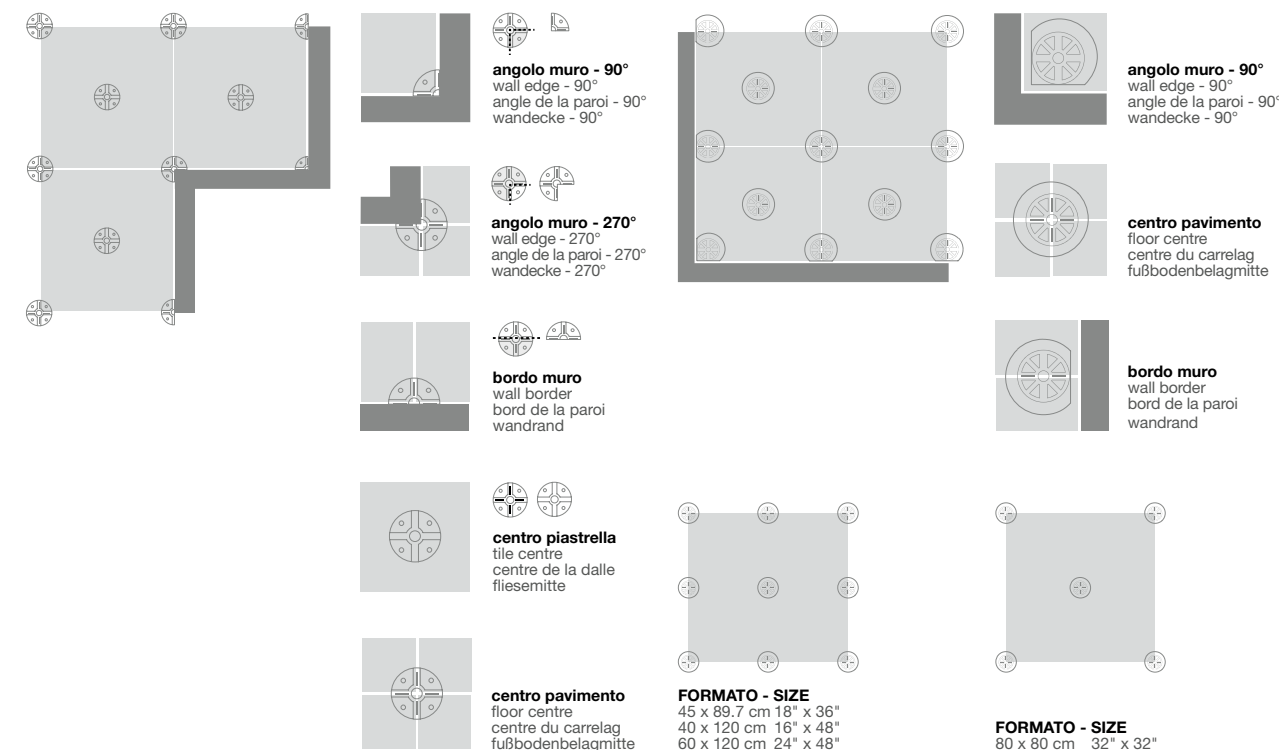 angolo muro - 90°
wall edge - 90°
angle de la paroi - 90°
wandecke - 90°
angolo muro - 270°
wall edge - 270°
angle de la paroi - 270°
wandecke - 270°
bordo muro
wall border
bord de la paroi
wandrand
centro piastrella
tile centre
centre de la dalle
fliesemitte
centro pavimento
floor centre
centre du carrelag
fußbodenbelagmitte
angolo muro - 90°
wall edge - 90°
angle de la paroi - 90°
wandecke - 90°
centro pavimento
floor centre
centre du carrelag
fußbodenbelagmitte
bordo muro
wall border
bord de la paroi
wandrand
FORMATO - SIZE
45 x 89.7 cm 18" x 36"
40 x 120 cm 16" x 48"
60 x 120 cm 24" x 48"
FORMATO - SIZE
80 x 80 cm 32" x 32"